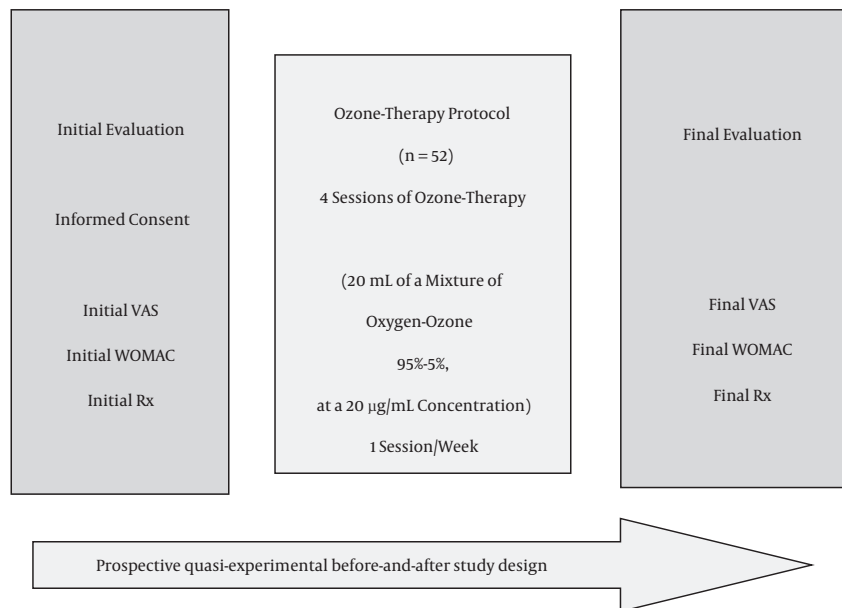 Initial Evaluation
Informed Consent
Initial VAS
Initial WOMAC
Initial Rx
Ozone-Therapy Protocol
(n = 52)
4 Sessions of Ozone-Therapy
(20 mL of a Mixture of
Oxygen-Ozone
95%-5%,
at a 20 μg/mL Concentration)
1 Session/Week
Final Evaluation
Final VAS
Final WOMAC
Final Rx
Prospective quasi-experimental before-and-after study design